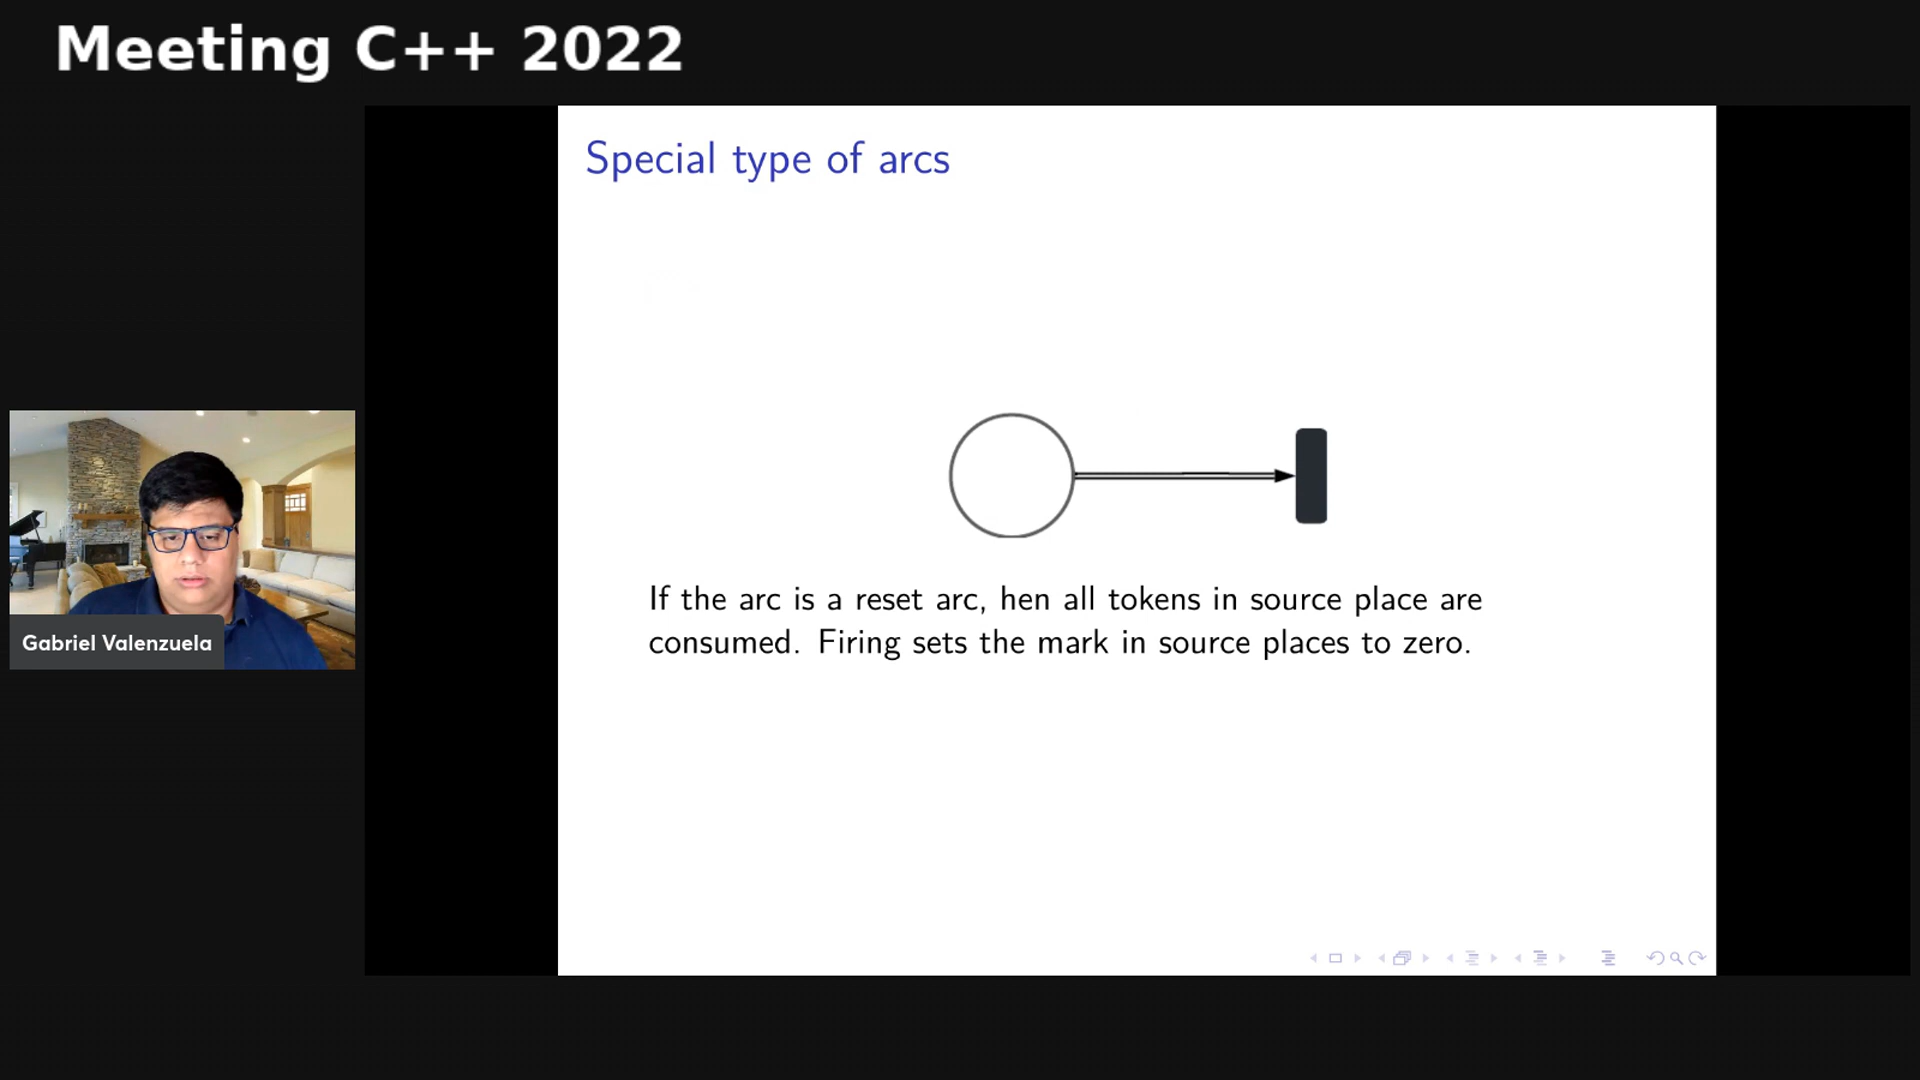 Meeting C++ 2022
Special type of arcs
If the arc is a reset arc, hen all tokens in source place are
consumed. Firing sets the mark in source places to zero.
Gabriel Valenzuela